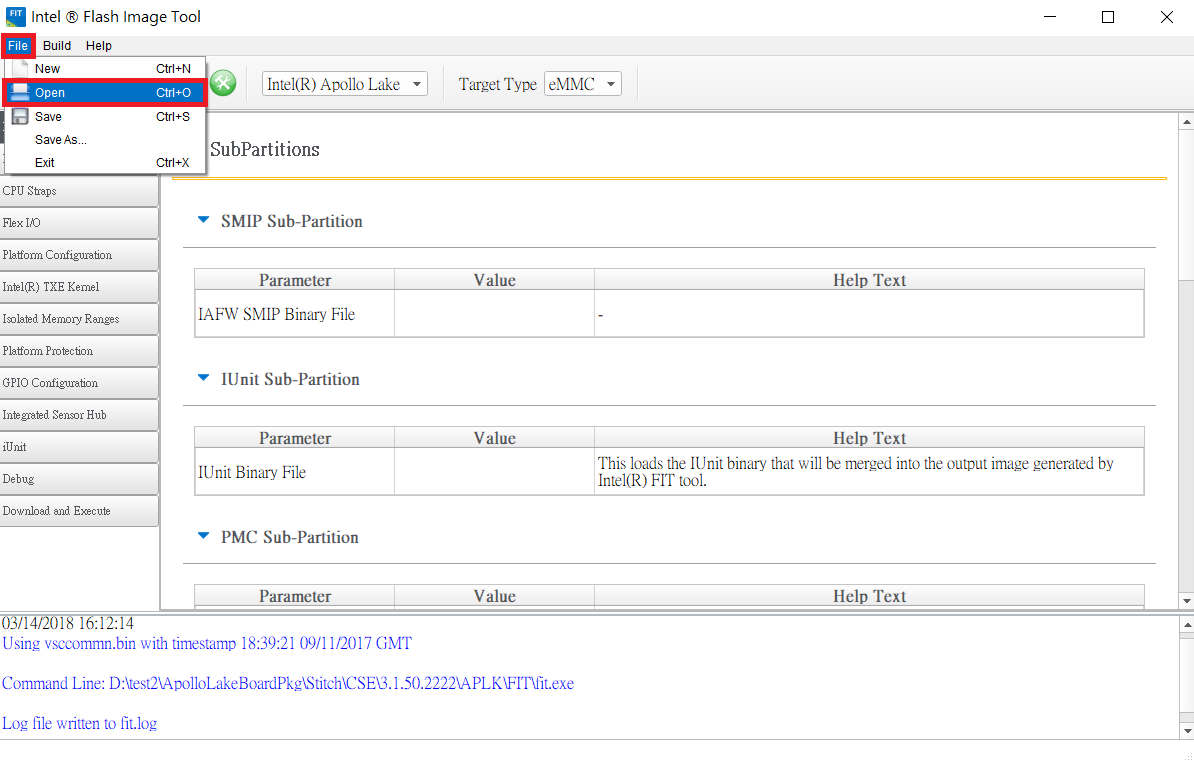 FIT
Intel ® Flash Image Tool
File Build Help
New Ctrl+N
Open Ctrl+O
Save Ctrl+S
Save As...
Exit Ctrl+X
Intel(R) Apollo Lake
Target Type eMMC
SubPartitions
CPU Straps
Flex I/O
Platform Configuration
Intel(R) TXE Kernel
Isolated Memory Ranges
Platform Protection
GPIO Configuration
Integrated Sensor Hub
iUnit
Debug
Download and Execute
SMIP Sub-Partition
Parameter Value Help Text
IAFW SMIP Binary File -
IUnit Sub-Partition
Parameter Value Help Text
IUnit Binary File
This loads the IUnit binary that will be merged into the output image generated by
Intel(R) FIT tool.
PMC Sub-Partition
Parameter Value Help Text
03/14/2018 16:12:14
Using vsccommn.bin with timestamp 18:39:21 09/11/2017 GMT
Command Line: D:\test2\ApolloLakeBoardPkg\Stitch\CSE\3.1.50.2222\APLK\FIT\fit.exe
Log file written to fit.log